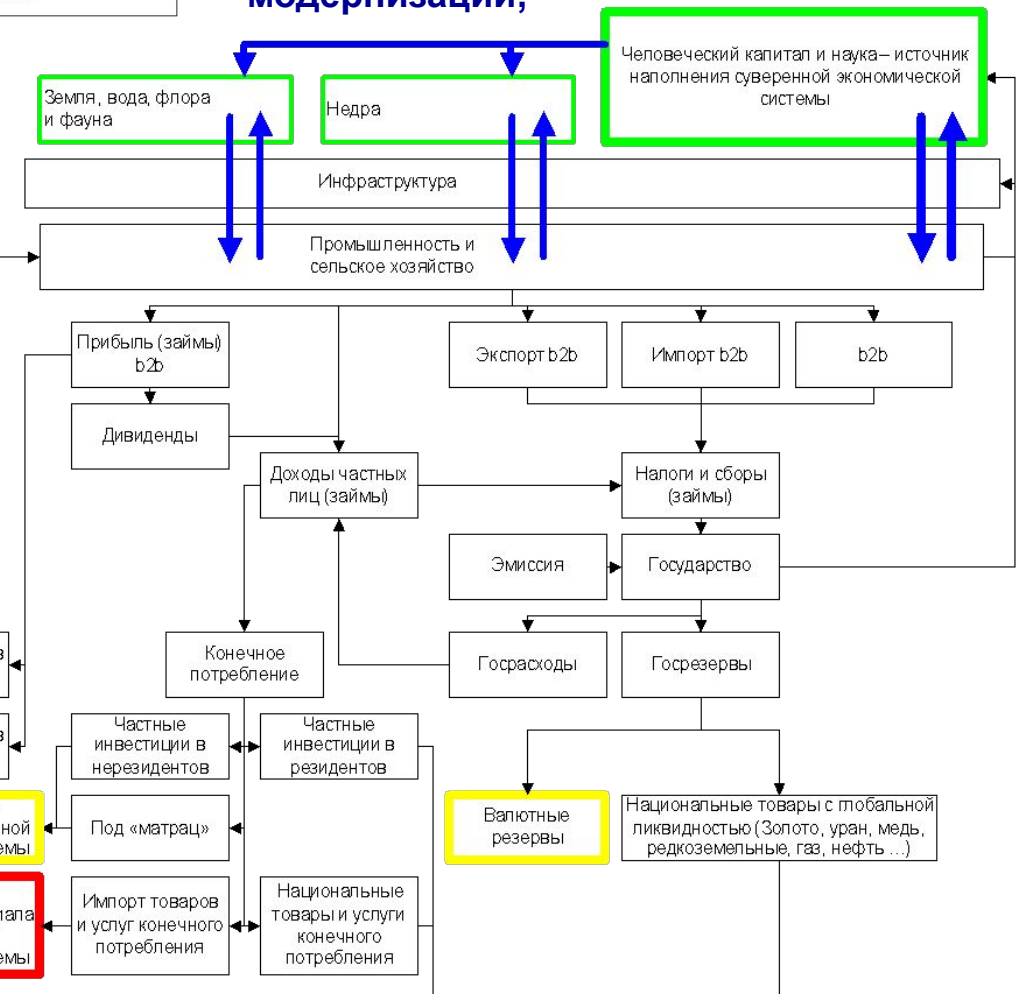 модернизации,
Человеческий капитал и наука– источник
наполнения суверенной экономической
системы
Земля, вода, флора
и фауна
Недра
Инфраструктура
Промышленность и
сельское хозяйство
Прибыль (займы)
b2b
Экспорт b2b
Импорт b2b
b2b
Дивиденды
Доходы частных
лиц (займы)
Налоги и сборы
(займы)
Эмиссия
Государство
Конечное
потребление
Госрасходы
Госрезервы
Частные
инвестиции в
нерезидентов
Частные
инвестиции в
резидентов
Под «матрац»
Валютные
резервы
Национальные товары с глобальной
ликвидностью (Золото, уран, медь,
редкоземельные, газ, нефть ...)
Импорт товаров
и услуг конечного
потребления
Национальные
товары и услуги
конечного
потребления